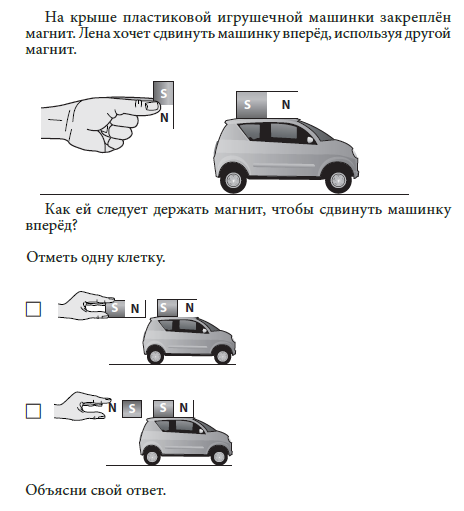 На крыше пластиковой игрушечной машинки закреплён
магнит. Лена хочет сдвинуть машинку вперёд, используя другой
магнит.
S
N
S N
Как ей следует держать магнит, чтобы сдвинуть машинку
вперёд?
Отметь одну клетку.
S N S N
N S S N
Объясни свой ответ.